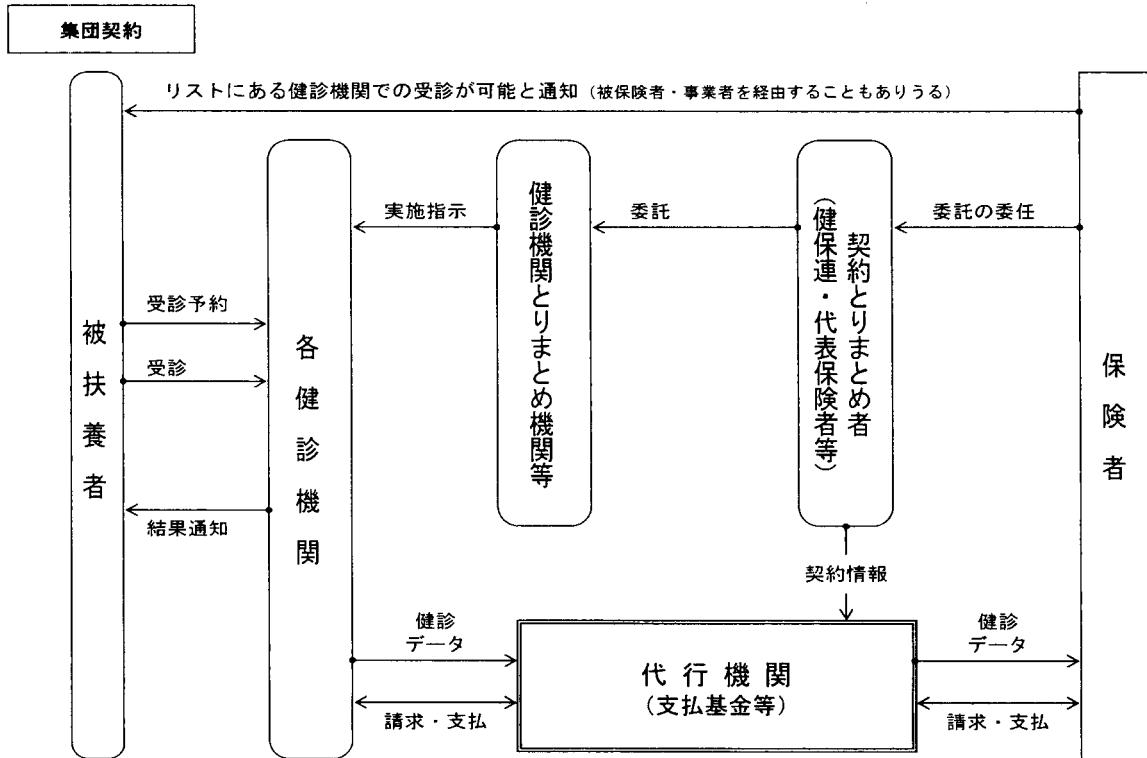 集団契約
リストにある健診機関での受診が可能と通知（被保険者・事業者を経由することもありうる）
実施指示
委託
委託の委任
受診予約
受診
結果通知
被扶養者
各健診機関
健診機関とりまとめ機関等
契約とりまとめ者
（健保連・代表保険者等）
保険者
契約情報
健診
データ
請求・支払
代行機関
（支払基金等）
健診
データ
請求・支払